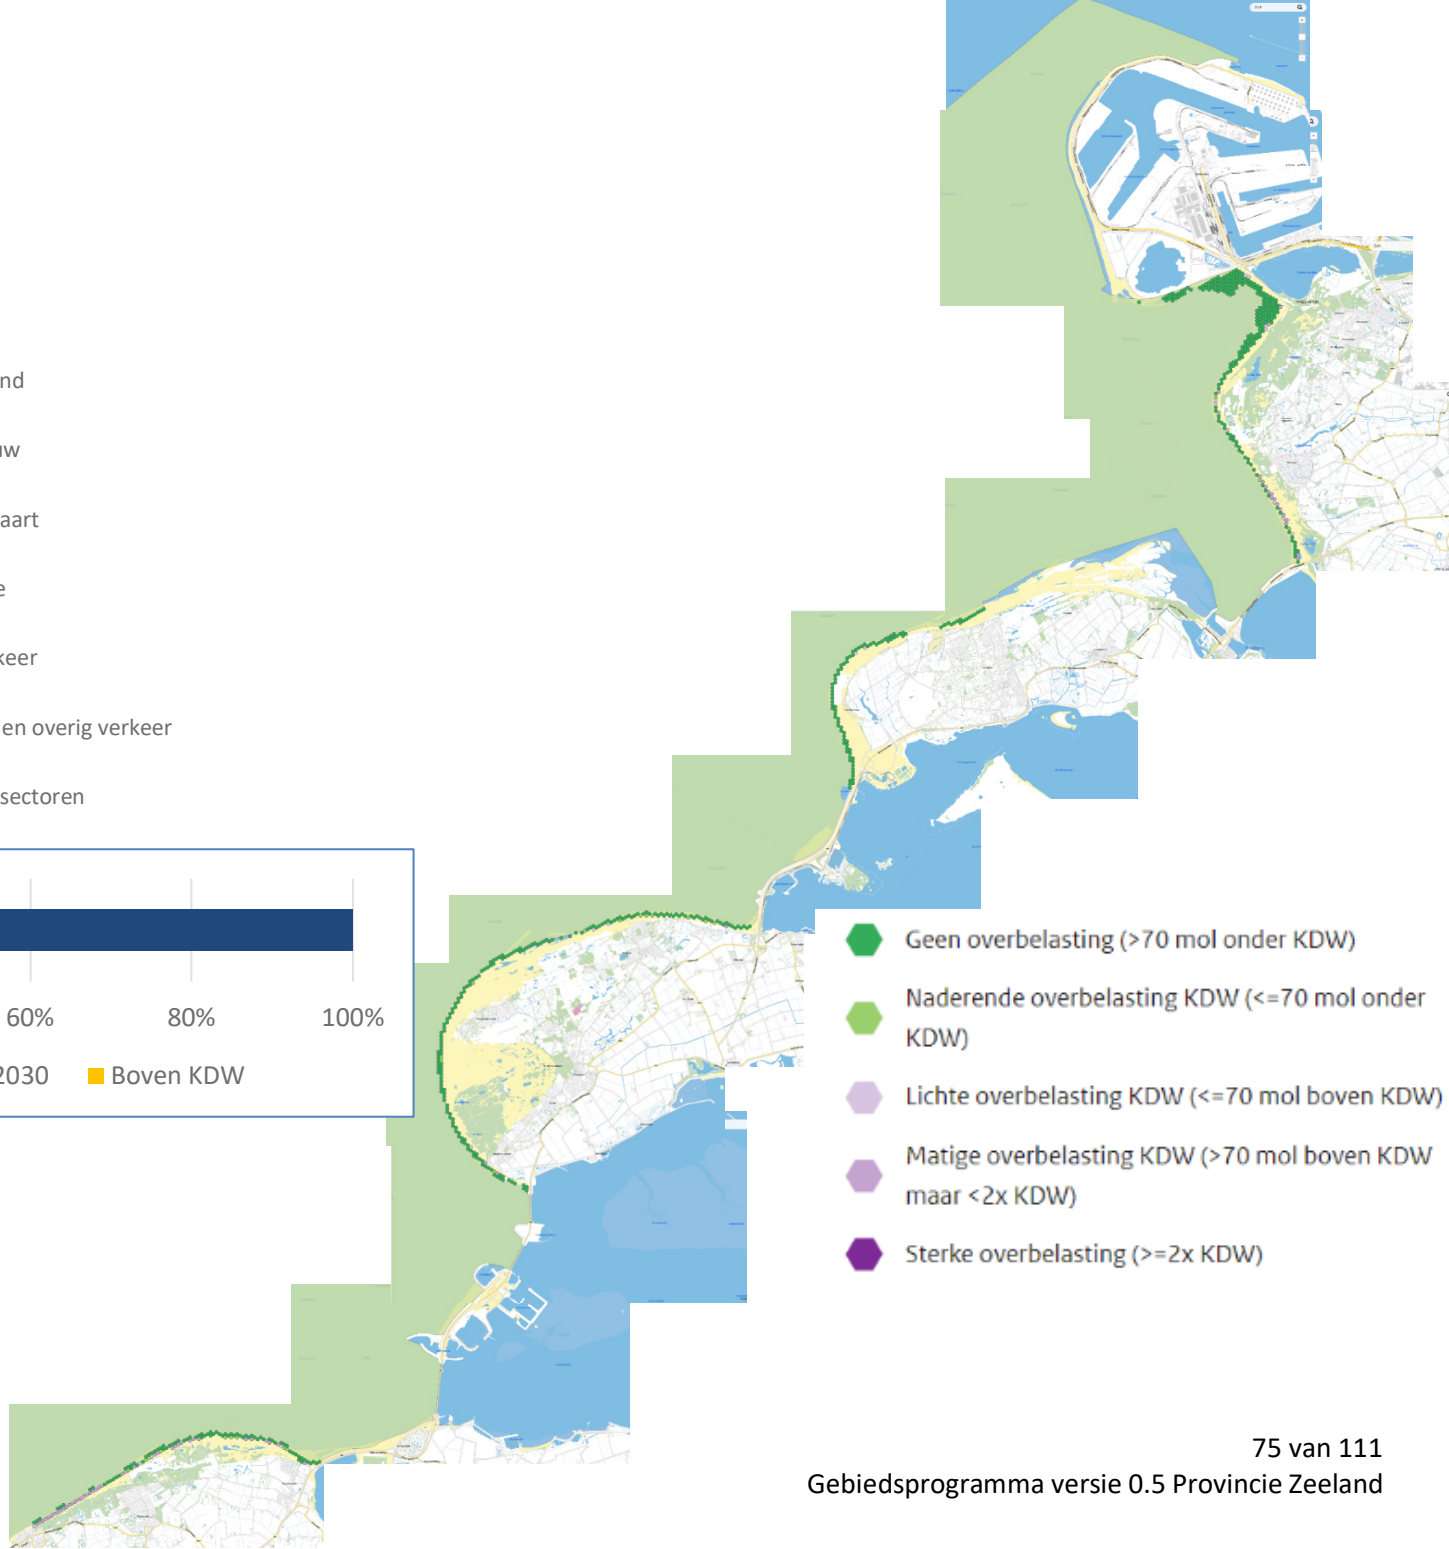 nd
uw
aart
e
keer
en overig verkeer
sectoren
60%
80%
100%
2030
Boven KDW
Geen overbelasting (>70 mol onder KDW)
Naderende overbelasting KDW (<=70 mol onder
KDW)
Lichte overbelasting KDW (<=70 mol boven KDW)
Matige overbelasting KDW (>70 mol boven KDW
maar <2x KDW)
Sterke overbelasting (>=2x KDW)
75 van 111
Gebiedsprogramma versie 0.5 Provincie Zeeland